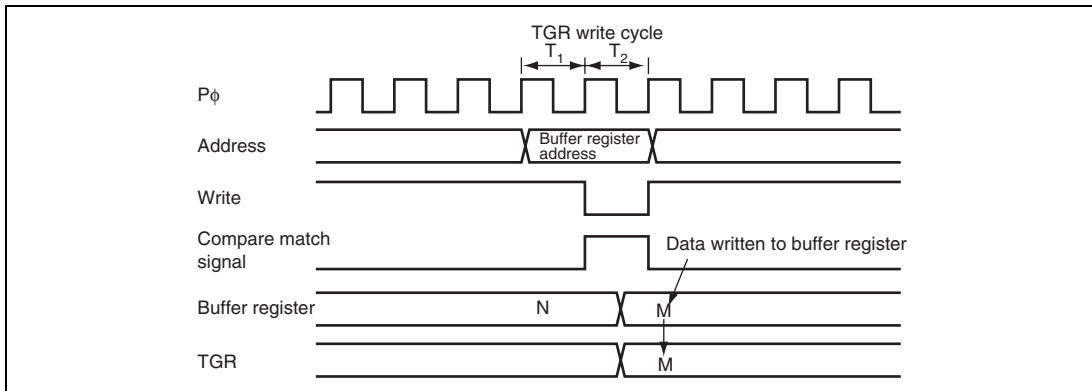 TGR write cycle
T1 T2
Pφ
Address
Buffer register
address
Write
Compare match
signal
Data written to buffer register
Buffer register
N
M
TGR
M